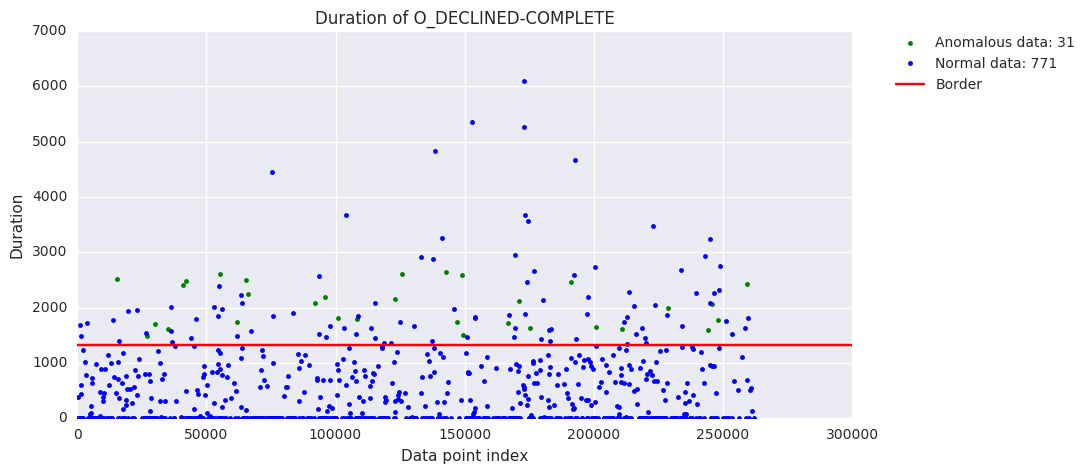 Duration of O_DECLINED-COMPLETE
7000
6000
5000
4000
3000
2000
1000
0
Duration
0
50000
100000
150000
200000
250000
300000
Data point index
Anomalous data: 31
Normal data: 771
Border